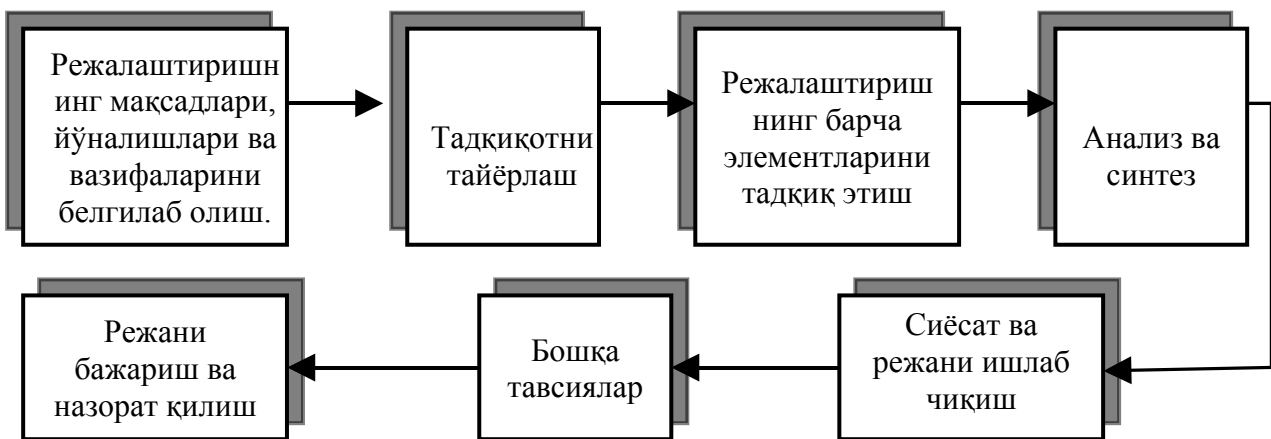 Режалаштиришн
инг мақсадлари,
йўналишлари ва
вазифаларини
белгилаб олиш.
Тадқиқотни
тайёрлаш
Режалаштириш
нинг барча
элементларини
тадқиқ этиш
Анализ ва
синтез
Сиёсат ва
режани ишлаб
чиқиш
Бошқа
тавсиялар
Режани
бажариш ва
назорат қилиш